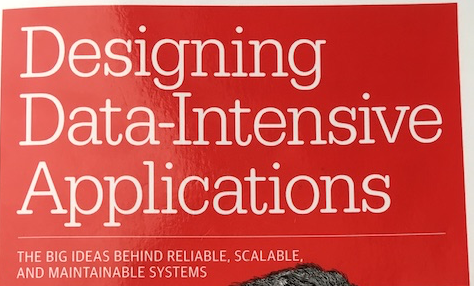 Designing
Data-Intensive
Applications
THE BIG IDEAS BEHIND RELIABLE, SCALABLE,
AND MAINTAINABLE SYSTEMS